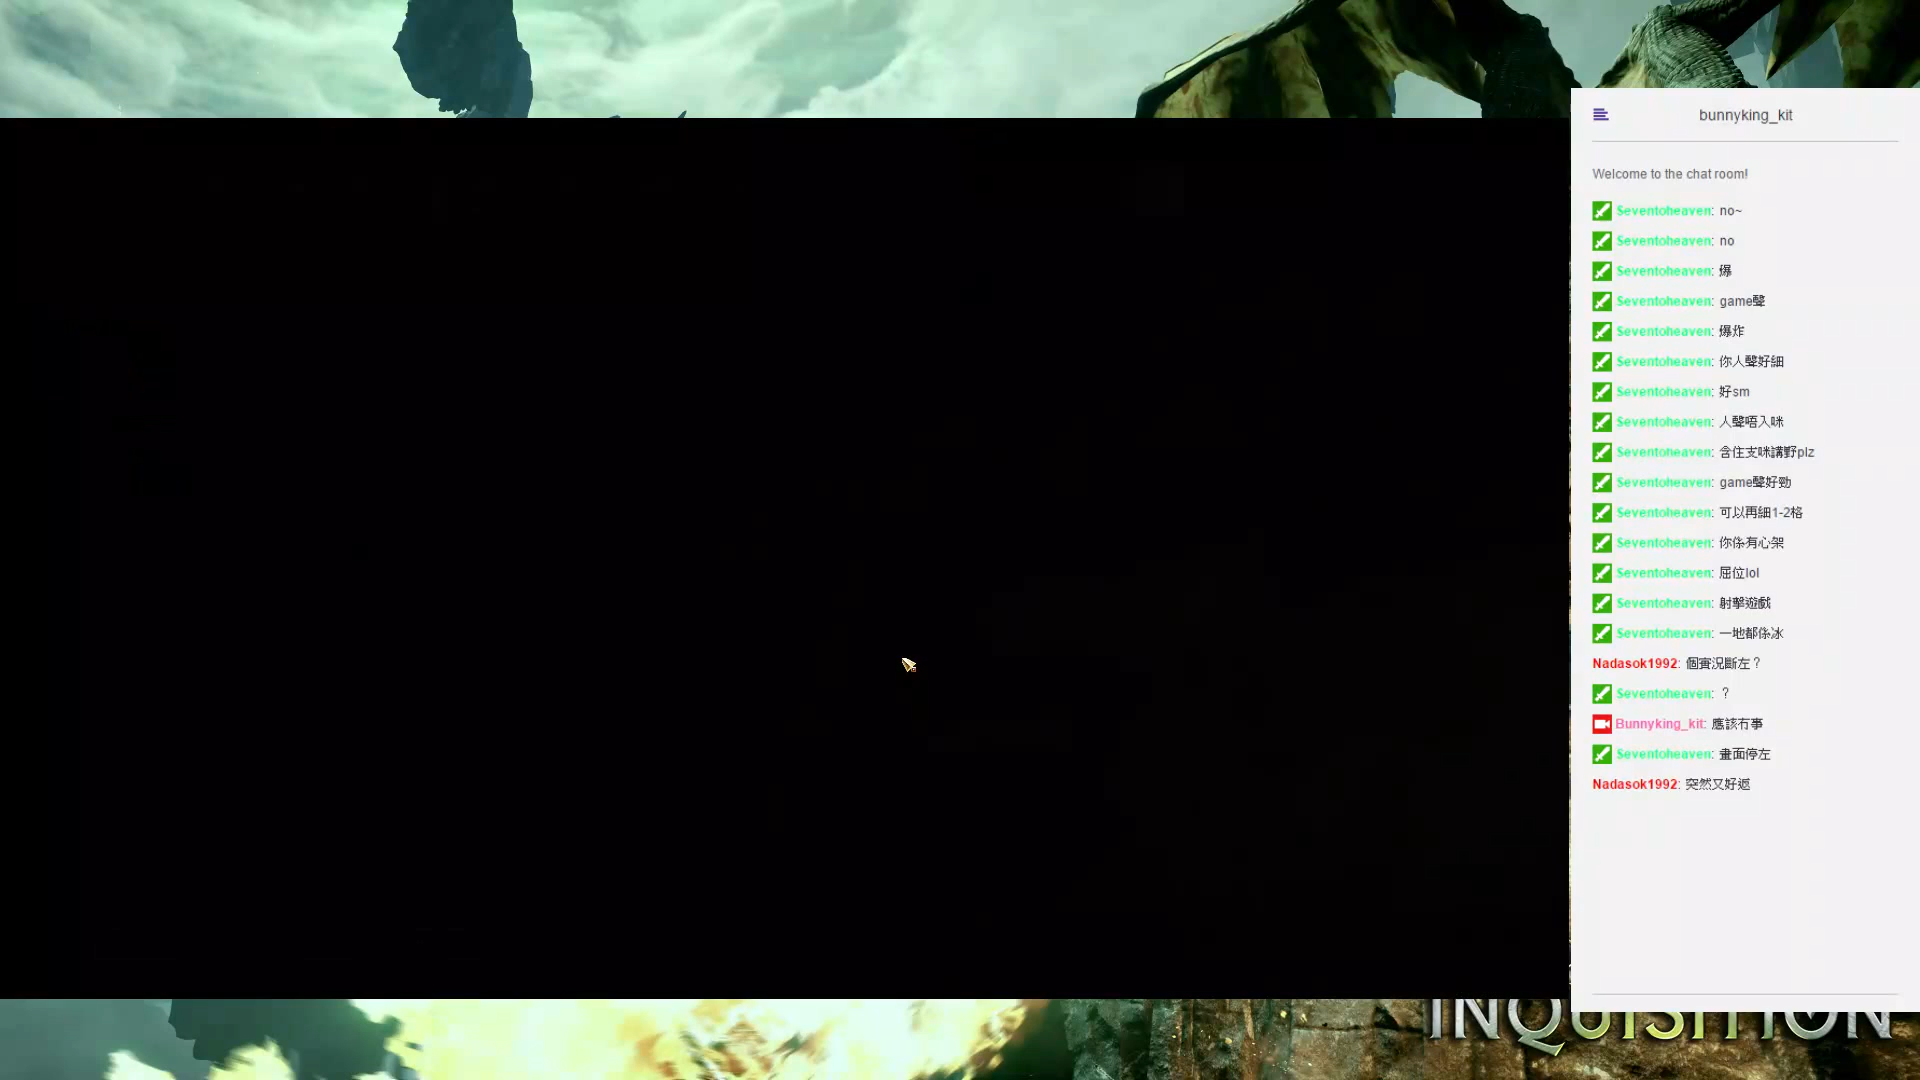 bunnyking_kit
Welcome to the chat room!
Seventoheaven: no~
Seventoheaven: no
Seventoheaven: 爆
Seventoheaven: game聲
Seventoheaven: 爆炸
Seventoheaven: 你人聲好細
Seventoheaven: 好sm
Seventoheaven: 人聲唔入咪
Seventoheaven: 含住支咪講野plz
Seventoheaven: game聲好勁
Seventoheaven: 可以再細1-2格
Seventoheaven: 你係有心架
Seventoheaven: 屈位lol
Seventoheaven: 射擊遊戲
Seventoheaven: 一地都係冰
Nadasok1992: 個實況斷左？
Seventoheaven: ？
Bunnyking_kit: 應該冇事
Seventoheaven: 畫面停左
Nadasok1992: 突然又好返
INQUISITION